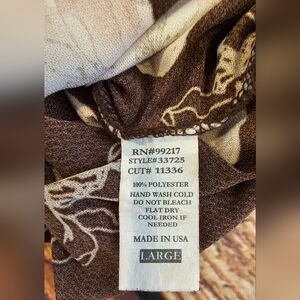 RN#99217
STYLE#33725
CUT# 11336
100% POLYESTER
HAND WASH COLD
DO NOT BLEACH
FLAT DRY
COOL IRON IF
NEEDED
MADE IN USA
LARGE